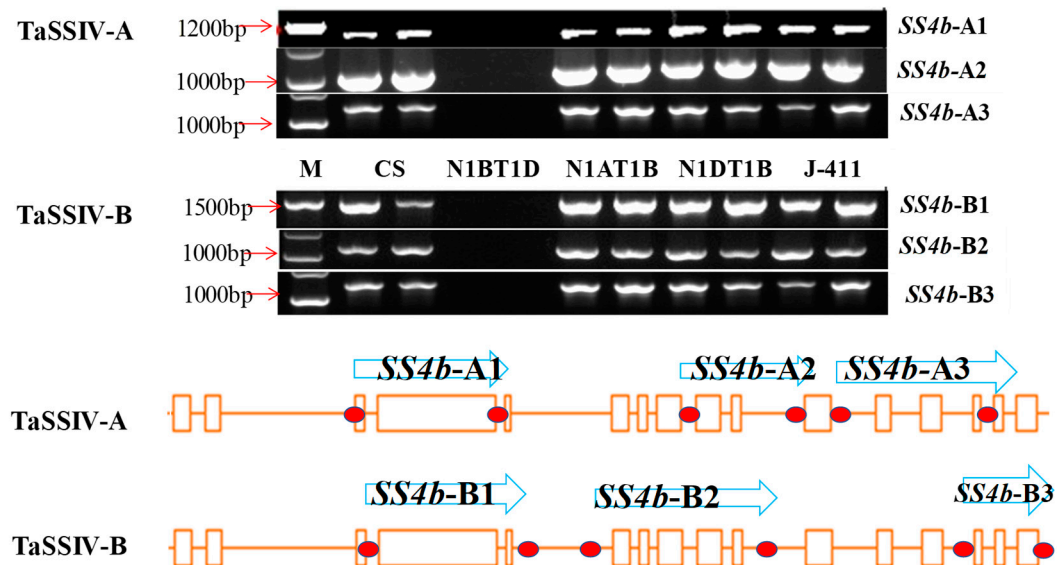 TaSSIV-A
1200bp
SS4b-A1
1000bp
SS4b-A2
1000bp
SS4b-A3
M CS N1BT1D N1AT1B N1DT1B J-411
TaSSIV-B
1500bp
SS4b-B1
1000bp
SS4b-B2
1000bp
SS4b-B3
SS4b-A1 SS4b-A2 SS4b-A3
TaSSIV-A
SS4b-B1 SS4b-B2 SS4b-B3
TaSSIV-B